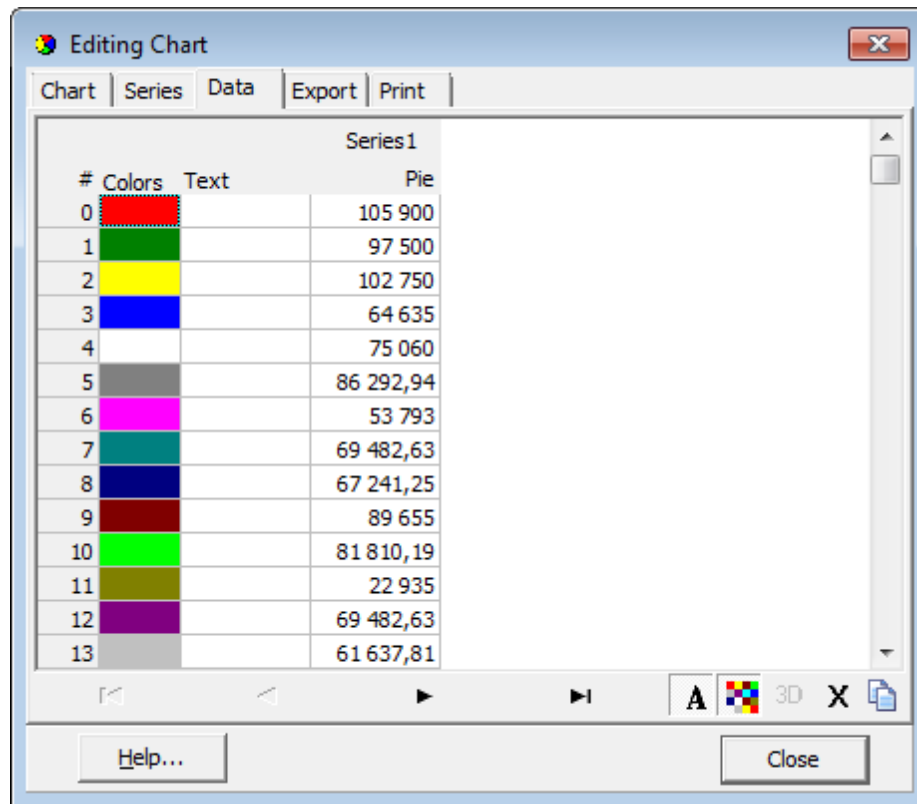 Editing Chart
Chart Series Data Export Print
Series1
# Colors Text Pie
0 105 900
1 97 500
2 102 750
3 64 635
4 75 060
5 86 292,94
6 53 793
7 69 482,63
8 67 241,25
9 89 655
10 81 810,19
11 22 935
12 69 482,63
13 61 637,81
A 3D X
Help... Close